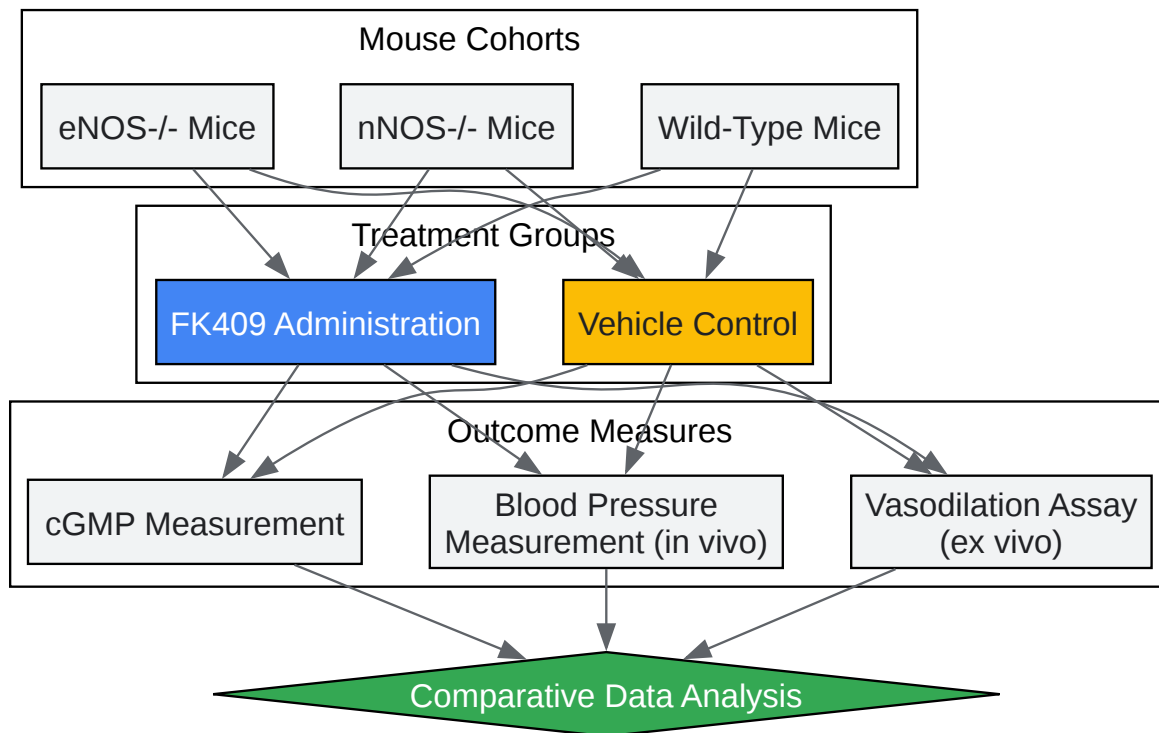 Mouse Cohorts
eNOS-/- Mice
nNOS-/- Mice
Wild-Type Mice
Treatment Groups
FK409 Administration
Vehicle Control
Outcome Measures
cGMP Measurement
Blood Pressure
Measurement (in vivo)
Vasodilation Assay
(ex vivo)
Comparative Data Analysis